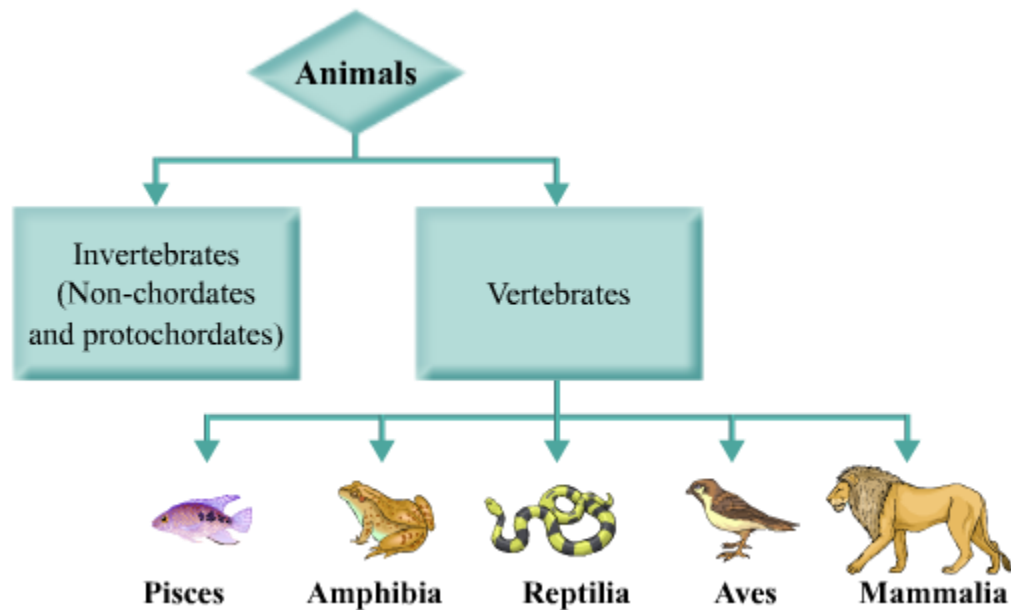 Animals
Invertebrates
(Non-chordates
and protochordates)
Vertebrates
Pisces
Amphibia
Reptilia
Aves
Mammalia